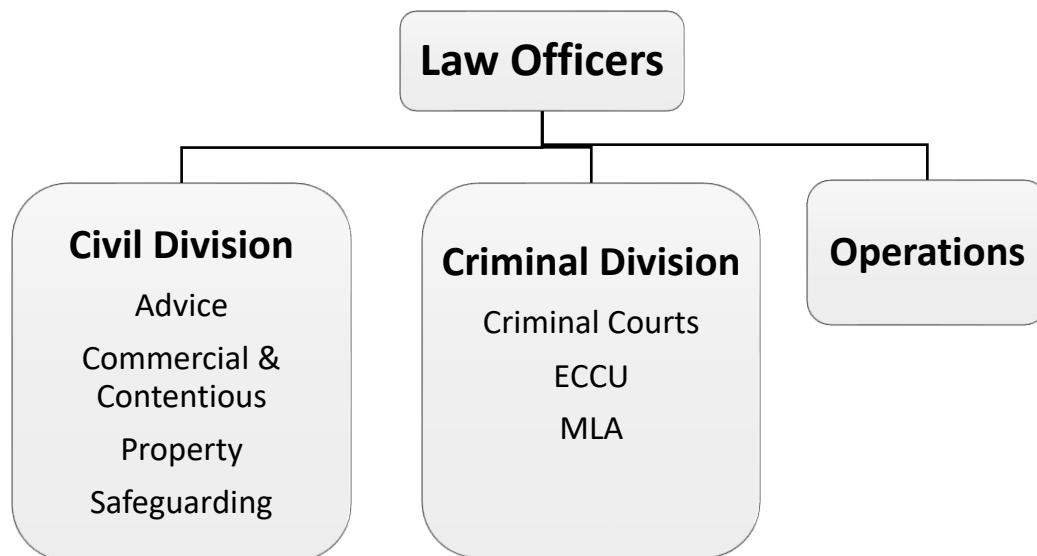 Law Officers
Civil Division
Advice
Commercial &
Contentious
Property
Safeguarding
Criminal Division
Criminal Courts
ECCU
MLA
Operations